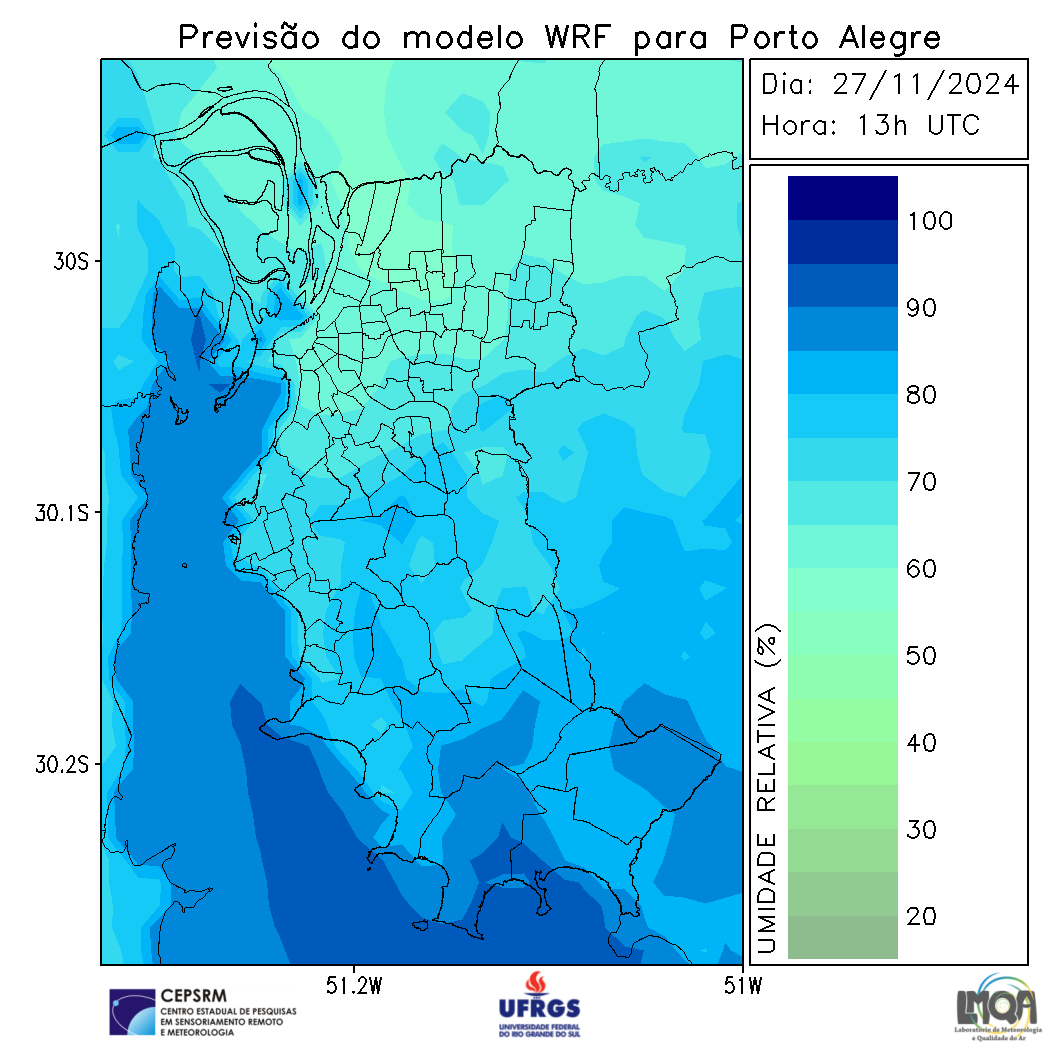 Previsão do modelo WRF para Porto Alegre
Dia: 27/11/2024
Hora: 13h UTC
100
90
80
70
60
50
40
30
20
UMIDADE RELATIVA (%)
30S
30.1S
30.2S
51.2W
51W
CEPSRM
CENTRO ESTADUAL DE PESQUISAS
EM SENSORIAMENTO REMOTO
E METEOROLOGIA
UFRGS
UNIVERSIDADE FEDERAL
DO RIO GRANDE DO SUL
LMQA
Laboratório de Meteorologia
e Qualidade do Ar